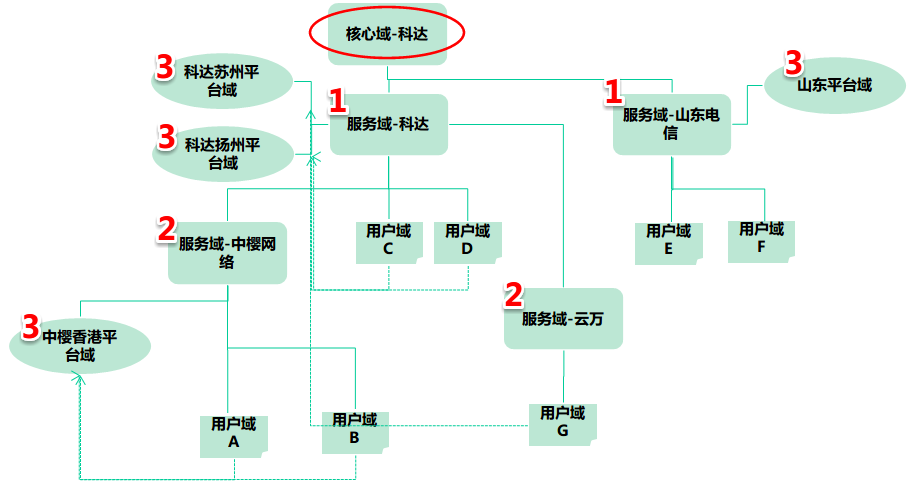 核心域-科达
3
科达苏州平
台域
3
山东平台域
1
服务域-科达
1
服务域-山东电
信
3
科达扬州平
台域
2
服务域-中樱网
络
用户域
C
用户域
D
用户域
E
用户域
F
2
服务域-云万
3
中樱香港平
台域
用户域
A
用户域
B
用户域
G